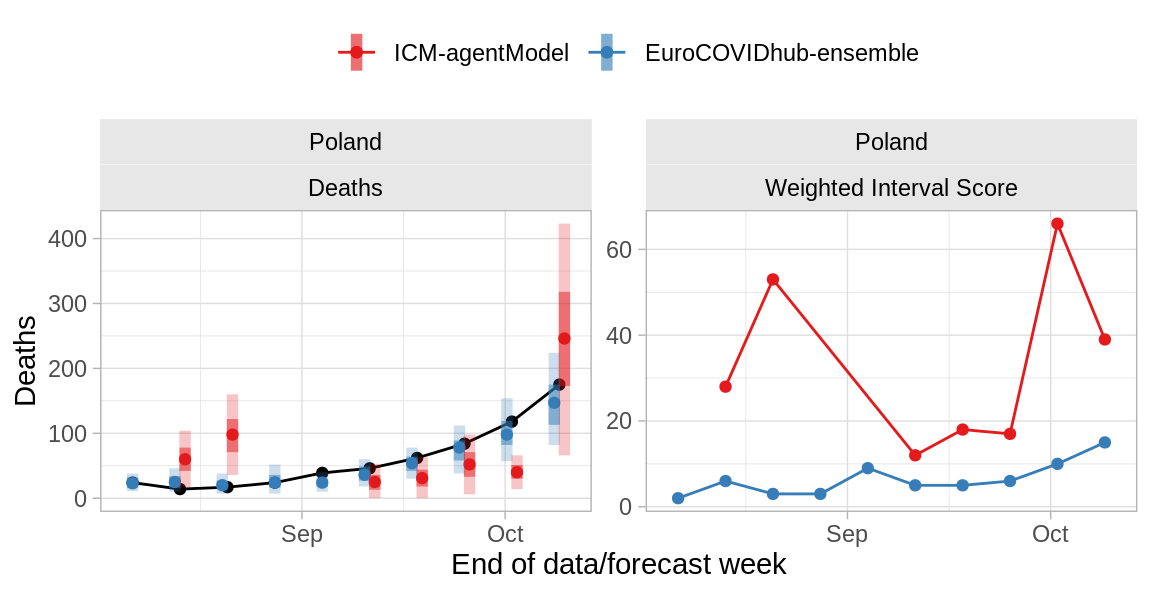 ICM-agentModel EuroCOVIDhub-ensemble
Poland
Deaths
Poland
Weighted Interval Score
Deaths
400
300
200
100
0
Sep Oct
60
40
20
0
Sep Oct
End of data/forecast week